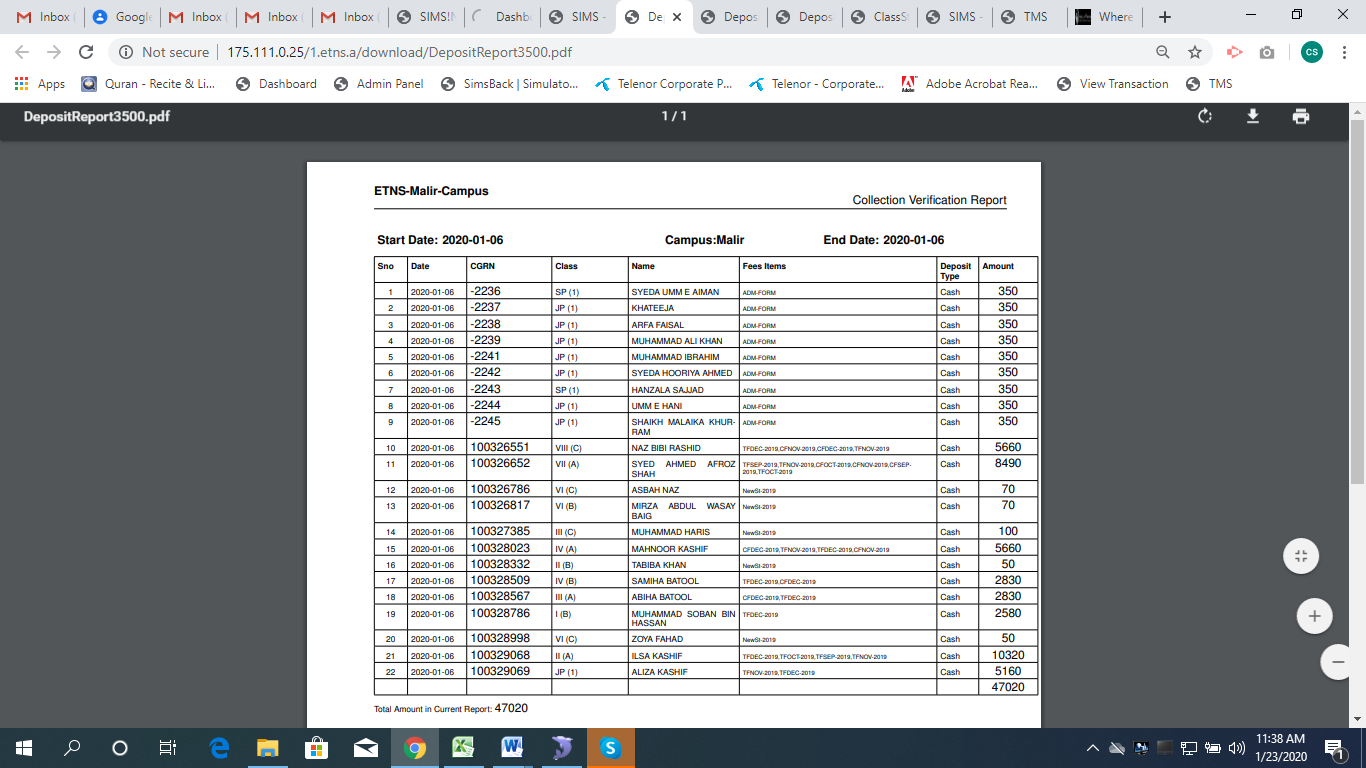 Inbox Google Inbox Inbox Inbox SIMS!! Dashb SIMS - De Depos Depos ClassS SIMS - TMS Where
Not secure 175.111.0.25/1.etns.a/download/DepositReport3500.pdf CS
Apps Quran - Recite & Li... Dashboard Admin Panel SimsBack | Simulato... Telenor Corporate P... Telenor - Corporate... Adobe Acrobat Rea... View Transaction TMS
DepositReport3500.pdf 1 / 1
ETNS-Malir-Campus
Collection Verification Report
Start Date: 2020-01-06 Campus:Malir End Date: 2020-01-06
Sno Date CGRN Class Name Fees Items Deposit Amount
Type
1 2020-01-06 -2236 SP (1) SYEDA UMM E AIMAN ADM-FORM Cash 350
2 2020-01-06 -2237 JP (1) KHATEEJA ADM-FORM Cash 350
3 2020-01-06 -2238 JP (1) ARFA FAISAL ADM-FORM Cash 350
4 2020-01-06 -2239 JP (1) MUHAMMAD ALI KHAN ADM-FORM Cash 350
5 2020-01-06 -2241 JP (1) MUHAMMAD IBRAHIM ADM-FORM Cash 350
6 2020-01-06 -2242 JP (1) SYEDA HOORIYA AHMED ADM-FORM Cash 350
7 2020-01-06 -2243 SP (1) HANZALA SAJJAD ADM-FORM Cash 350
8 2020-01-06 -2244 JP (1) UMM E HANI ADM-FORM Cash 350
9 2020-01-06 -2245 JP (1) SHAIKH MALAIKA KHUR- ADM-FORM Cash 350
RAM
10 2020-01-06 100326551 VIII (C) NAZ BIBI RASHID TFDEC-2019,CFNOV-2019,CFDEC-2019,TFNOV-2019 Cash 5660
11 2020-01-06 100326652 VII (A) SYED AHMED AFROZ TFSEP-2019,TFNOV-2019,CFOCT-2019,CFNOV-2019,CFSEP- Cash 8490
SHAH 2019,TFOCT-2019
12 2020-01-06 100326786 VI (C) ASBAH NAZ NewSt-2019 Cash 70
13 2020-01-06 100326817 VI (B) MIRZA ABDUL WASAY NewSt-2019 Cash 70
BAIG
14 2020-01-06 100327385 III (C) MUHAMMAD HARIS NewSt-2019 Cash 100
15 2020-01-06 100328023 IV (A) MAHNOOR KASHIF CFDEC-2019,TFNOV-2019,TFDEC-2019,CFNOV-2019 Cash 5660
16 2020-01-06 100328332 II (B) TABIBA KHAN NewSt-2019 Cash 50
17 2020-01-06 100328509 IV (B) SAMIHA BATOOL TFDEC-2019,CFDEC-2019 Cash 2830
18 2020-01-06 100328567 III (A) ABIHA BATOOL CFDEC-2019,TFDEC-2019 Cash 2830
19 2020-01-06 100328786 I (B) MUHAMMAD SOBAN BIN TFDEC-2019 Cash 2580
HASSAN
20 2020-01-06 100328998 VI (C) ZOYA FAHAD NewSt-2019 Cash 50
21 2020-01-06 100329068 II (A) ILSA KASHIF TFDEC-2019,TFOCT-2019,TFSEP-2019,TFNOV-2019 Cash 10320
22 2020-01-06 100329069 JP (1) ALIZA KASHIF TFNOV-2019,TFDEC-2019 Cash 5160
47020
Total Amount in Current Report: 47020
11:38 AM
1/23/2020
1